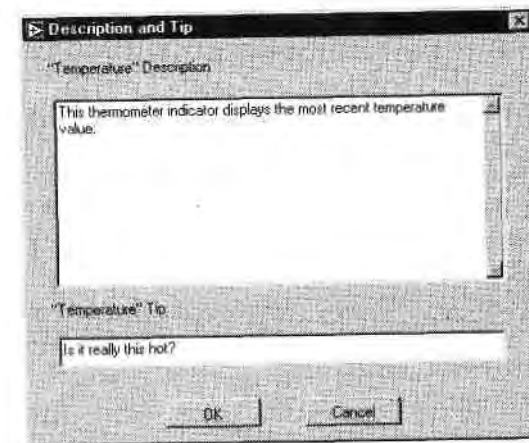 Description and Tip
"Temperature" Description
This thermometer indicator displays the most recent temperature
value.
"Temperature" Tip
Is it really this hot?
OK
Cancel